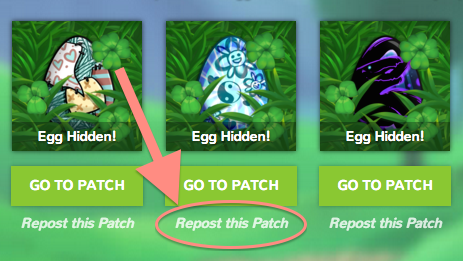 Egg Hidden! Egg Hidden! Egg Hidden!
GO TO PATCH GO TO PATCH GO TO PATCH
Repost this Patch Repost this Patch Repost this Patch